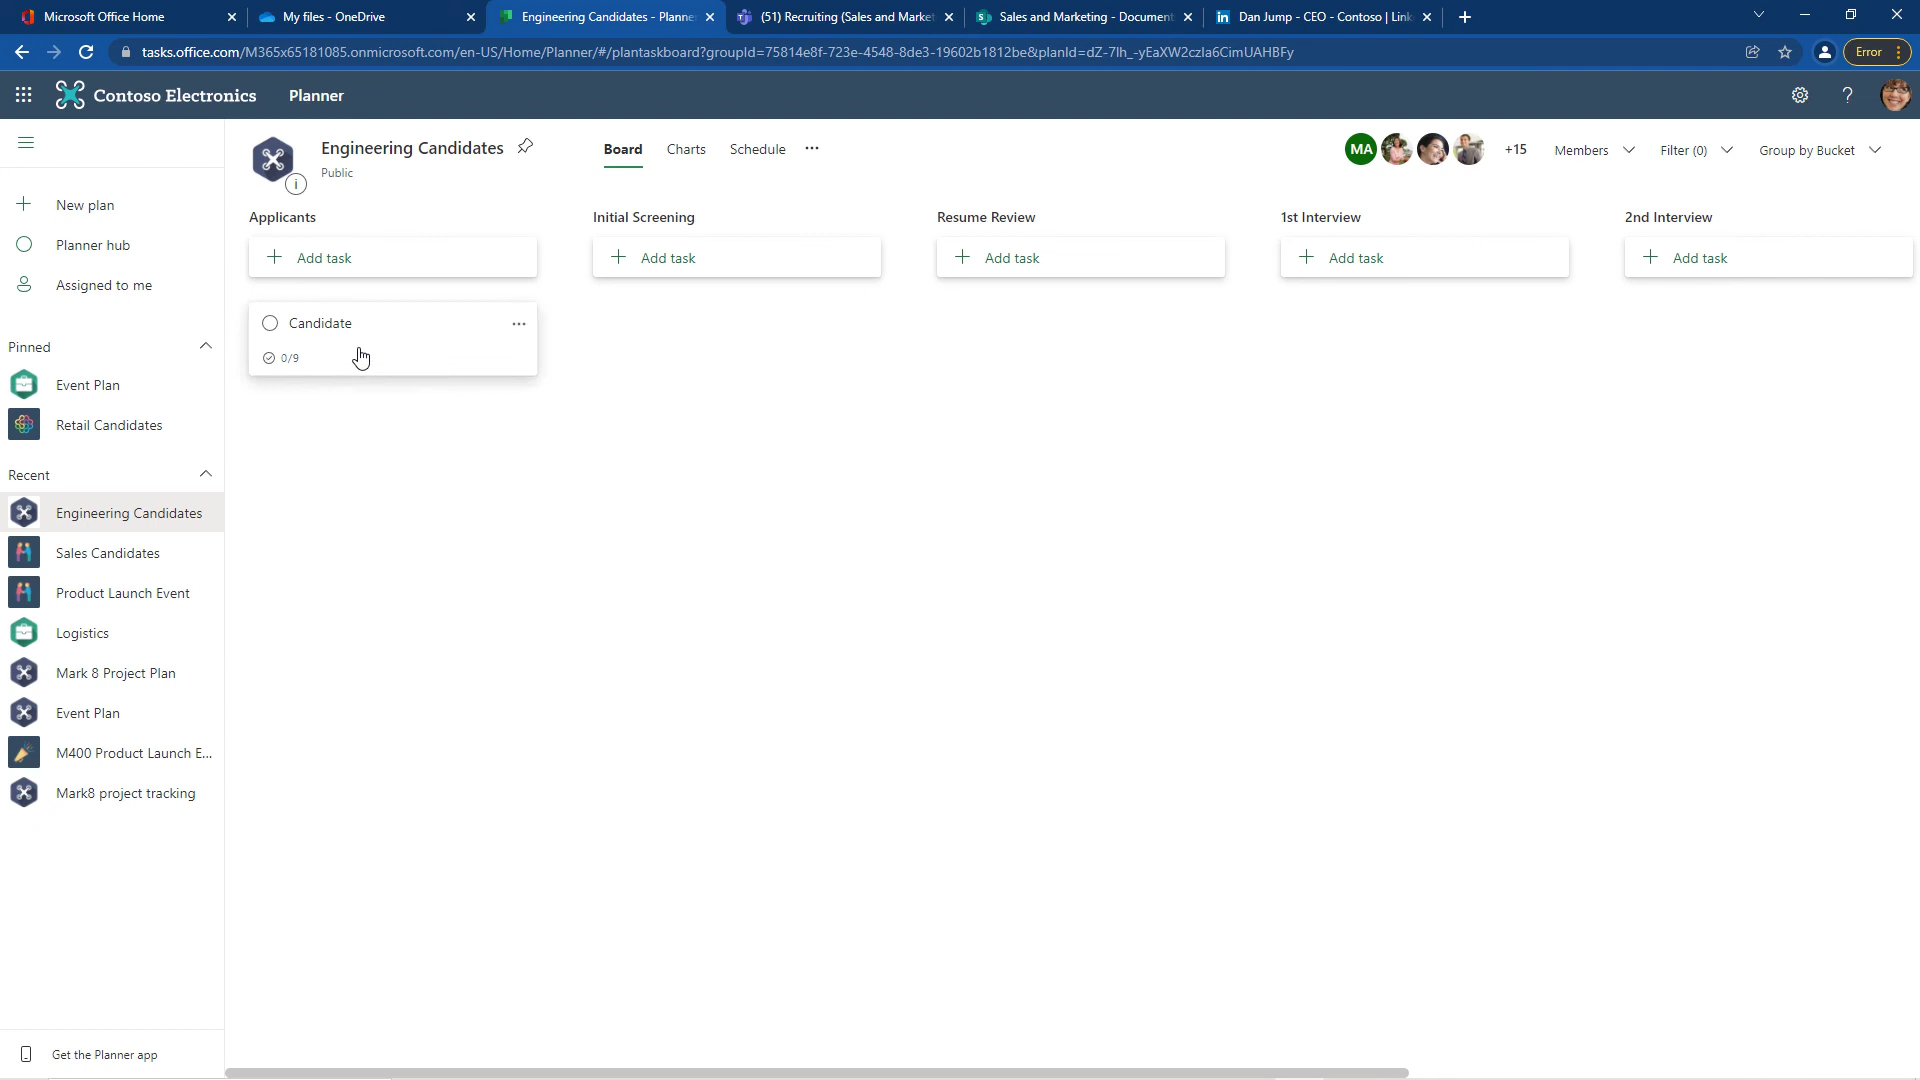 Microsoft Office Home
My files - OneDrive
Engineering Candidates - Planne
(51) Recruiting (Sales and Market
Sales and Marketing - Document
Dan Jump - CEO - Contoso | Link
tasks.office.com/M365x65181085.onmicrosoft.com/en-US/Home/Planner/#/plantaskboard?groupId=75814e8f-723e-4548-8de3-19602b1812be&planId=dZ-7lh_-yEaXW2czla6CimUAHBFy
Error
Contoso Electronics
Planner
?
Engineering Candidates
Public
Board
Charts
Schedule
MA
+15
Members
Filter (0)
Group by Bucket
New plan
Planner hub
Assigned to me
Pinned
Event Plan
Retail Candidates
Recent
Engineering Candidates
Sales Candidates
Product Launch Event
Logistics
Mark 8 Project Plan
Event Plan
M400 Product Launch E...
Mark8 project tracking
Get the Planner app
Applicants
Add task
Candidate
0/9
Initial Screening
Add task
Resume Review
Add task
1st Interview
Add task
2nd Interview
Add task